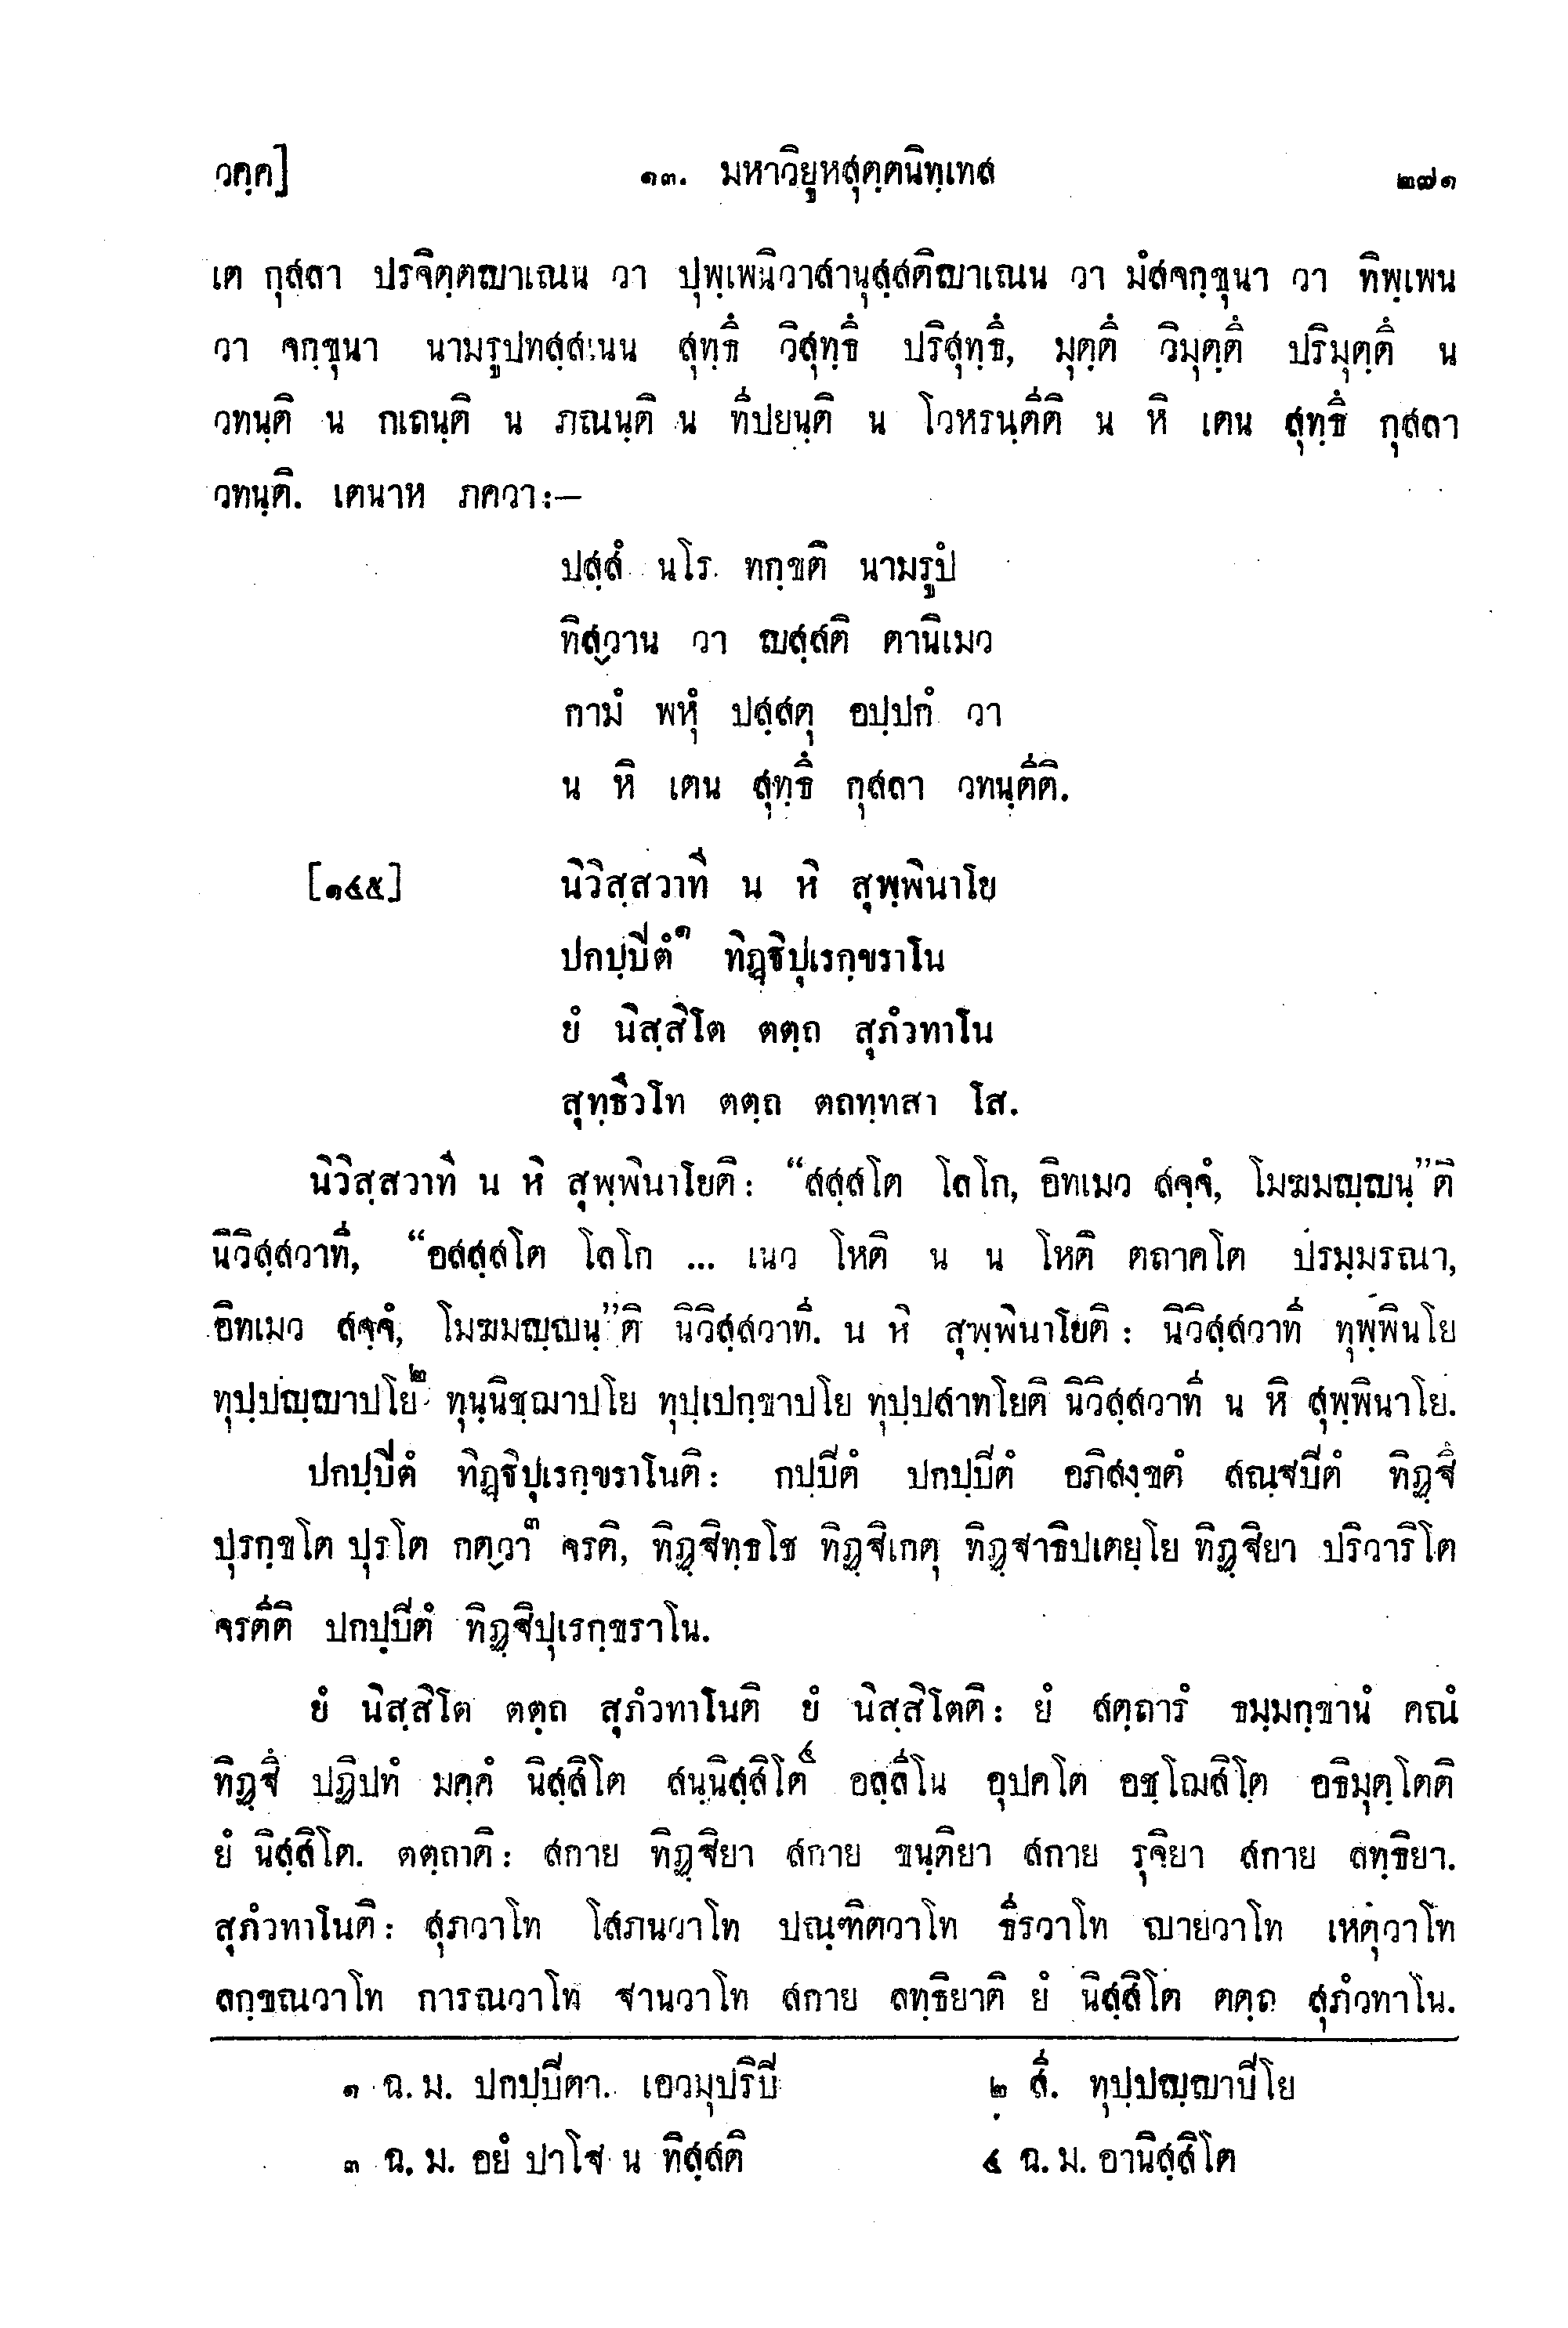 วคฺค]
๑๓. มหาวิยูหสุตฺตนิทฺเทส
๒๗๑
เต กุสลา ปรจิตฺตญาเณน วา ปุพฺเพนิวาสานุสฺสติญาเณน วา มํสจกฺขุนา วา ทิพฺเพน
วา จกฺขุนา นามรูปทสฺสเนน สุทฺธึ วิสุทฺธึ ปริสุทฺธึ, มุตฺตึ วิมุตฺตึ ปริมุตฺตึ น
วทนฺติ น กเถนฺติ น ภณนฺติ น ทีปยนฺติ น โวหรนฺตีติ น หิ เตน สุทฺธึ กุสลา
วทนฺติ. เตนาห ภควา:–
ปสฺสํ นโร ทกฺขติ นามรูปํ
ทิสฺวาน วา ญสฺสติ ตานิเมว
กามํ พหุํ ปสฺสตุ อปฺปกํ วา
น หิ เตน สุทฺธึ กุสลา วทนฺตีติ.
[๑๔๕] นิวิสฺสวาที น หิ สุพฺพินาโย
ปกปฺปิตํ๑ ทิฏฺฐิปุเรกฺขราโน
ยํ นิสฺสิโต ตตฺถ สุภํวทาโน
สุทฺธึวโท ตตฺถ ตถทฺทสา โส.
นิวิสฺสวาที น หิ สุพฺพินาโยติ: “สสฺสโต โลโก, อิทเมว สจฺจํ, โมฆมญฺญนฺ”ติ
นิวิสฺสวาที, “อสสฺสโต โลโก ... เนว โหติ น น โหติ ตถาคโต ปรมฺมรณา,
อิทเมว สจฺจํ, โมฆมญฺญนฺ”ติ นิวิสฺสวาที. น หิ สุพฺพินาโยติ: นิวิสฺสวาที ทุพฺพินโย
ทุปฺปญฺญาปโย๒ ทุนฺนิชฺฌาปโย ทุปฺเปกฺขาปโย ทุปฺปสาทโยติ นิวิสฺสวาที น หิ สุพฺพินาโย.
ปกปฺปิตํ ทิฏฺฐิปุเรกฺขราโนติ: กปฺปิตํ ปกปฺปิตํ อภิสงฺขตํ สณฺฐปิตํ ทิฏฺฐึ
ปุรกฺขโต ปุรโต กตฺวา๓ จรติ, ทิฏฺฐิทฺธโช ทิฏฺฐิเกตุ ทิฏฺฐาธิปเตยฺโย ทิฏฺฐิยา ปริวาริโต
จรตีติ ปกปฺปิตํ ทิฏฺฐิปุเรกฺขราโน.
ยํ นิสฺสิโต ตตฺถ สุภํวทาโนติ ยํ นิสฺสิโตติ: ยํ สตฺถารํ ธมฺมกฺขานํ คณํ
ทิฏฺฐึ ปฏิปทํ มคฺคํ นิสฺสิโต สนฺนิสฺสิโต๔ อลฺลีโน อุปคโต อชฺโฌสิโต อธิมุตฺโตติ
ยํ นิสฺสิโต. ตตฺถาติ: สกาย ทิฏฺฐิยา สกาย ขนฺติยา สกาย รุจิยา สกาย ลทฺธิยา.
สุภํวทาโนติ: สุภวาโท โสภนวาโท ปณฺฑิตวาโท ธีรวาโท ญายวาโท เหตุวาโท
ลกฺขณวาโท การณวาโท ฐานวาโท สกาย ลทฺธิยาติ ยํ นิสฺสิโต ตตฺถ สุภํวทาโน.
๑ ฉ. ม. ปกปฺปิตา. เอวมุปริปิ
๒ สี. ทุปฺปญฺญาปิโย
๓ ฉ. ม. อยํ ปาโฐ น ทิสฺสติ
๔ ฉ. ม. อานิสฺสิโต